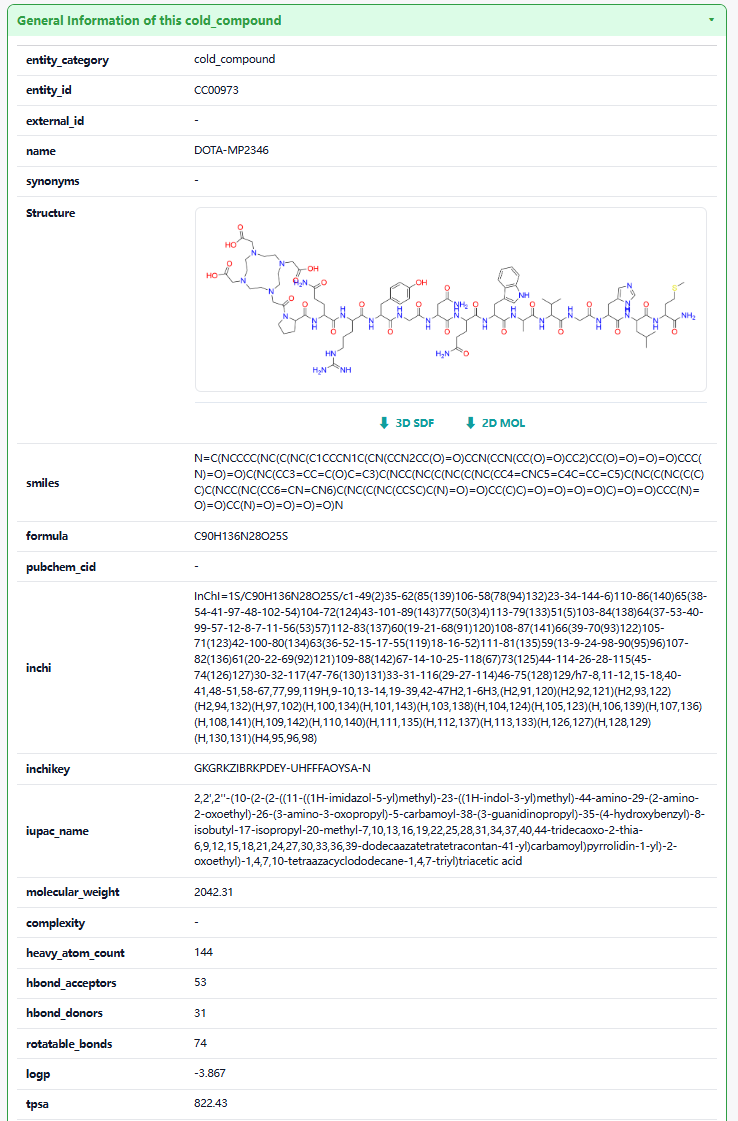 General Information of this cold_compound
entity_category cold_compound
entity_id CC00973
external_id -
name DOTA-MP2346
synonyms -
Structure
3D SDF 2D MOL
smiles
N=C(NCCCC(NC(C(NC(C1CCCN1C(CN(CCN2CC(O)=O)CCN(CCN(CC(O)=O)CC2)CC(O)=O)=O)=O)CCC(
N)=O)=O)C(NC(CC3=CC=C(O)C=C3)C(NCC(NC(C(NC(C(NC(CC4=CNC5=C4C=CC=C5)C(NC(C(NC(C(C)
C)C(NCC(NC(CC6=CN=CN6)C(NC(C(NC(CCSC)C(N)=O)=O)CC(C)C)=O)=O)=O)=O)C)=O)=O)CCC(N)=
O)=O)CC(N)=O)=O)=O)=O)=O)N
formula C90H136N28O25S
pubchem_cid -
inchi
InChI=1S/C90H136N28O25S/c1-49(2)35-62(85(139)106-58(78(94)132)23-34-144-6)110-86(140)65(38-
54-41-97-48-102-54)104-72(124)43-101-89(143)77(50(3)4)113-79(133)51(5)103-84(138)64(37-53-40-
99-57-12-8-7-11-56(53)57)112-83(137)60(19-21-68(91)120)108-87(141)66(39-70(93)122)105-
71(123)42-100-80(134)63(36-52-15-17-55(119)18-16-52)111-81(135)59(13-9-24-98-90(95)96)107-
82(136)61(20-22-69(92)121)109-88(142)67-14-10-25-118(67)73(125)44-114-26-28-115(45-
74(126)127)30-32-117(47-76(130)131)33-31-116(29-27-114)46-75(128)129/h7-8,11-12,15-18,40-
41,48-51,58-67,77,99,119H,9-10,13-14,19-39,42-47H2,1-6H3,(H2,91,120)(H2,92,121)(H2,93,122)
(H2,94,132)(H,97,102)(H,100,134)(H,101,143)(H,103,138)(H,104,124)(H,105,123)(H,106,139)(H,107,136)
(H,108,141)(H,109,142)(H,110,140)(H,111,135)(H,112,137)(H,113,133)(H,126,127)(H,128,129)
(H,130,131)(H4,95,96,98)
inchikey GKGRKZIBRKPDEY-UHFFFAOYSA-N
iupac_name
2,2',2''-(10-(2-(2-((11-((1H-imidazol-5-yl)methyl)-23-((1H-indol-3-yl)methyl)-44-amino-29-(2-amino-
2-oxoethyl)-26-(3-amino-3-oxopropyl)-5-carbamoyl-38-(3-guanidinopropyl)-35-(4-hydroxybenzyl)-8-
isobutyl-17-isopropyl-20-methyl-7,10,13,16,19,22,25,28,31,34,37,40,44-tridecaoxo-2-thia-
6,9,12,15,18,21,24,27,30,33,36,39-dodecaazatetratetracontan-41-yl)carbamoyl)pyrrolidin-1-yl)-2-
oxoethyl)-1,4,7,10-tetraazacyclododecane-1,4,7-triyl)triacetic acid
molecular_weight 2042.31
complexity -
heavy_atom_count 144
hbond_acceptors 53
hbond_donors 31
rotatable_bonds 74
logp -3.867
tpsa 822.43